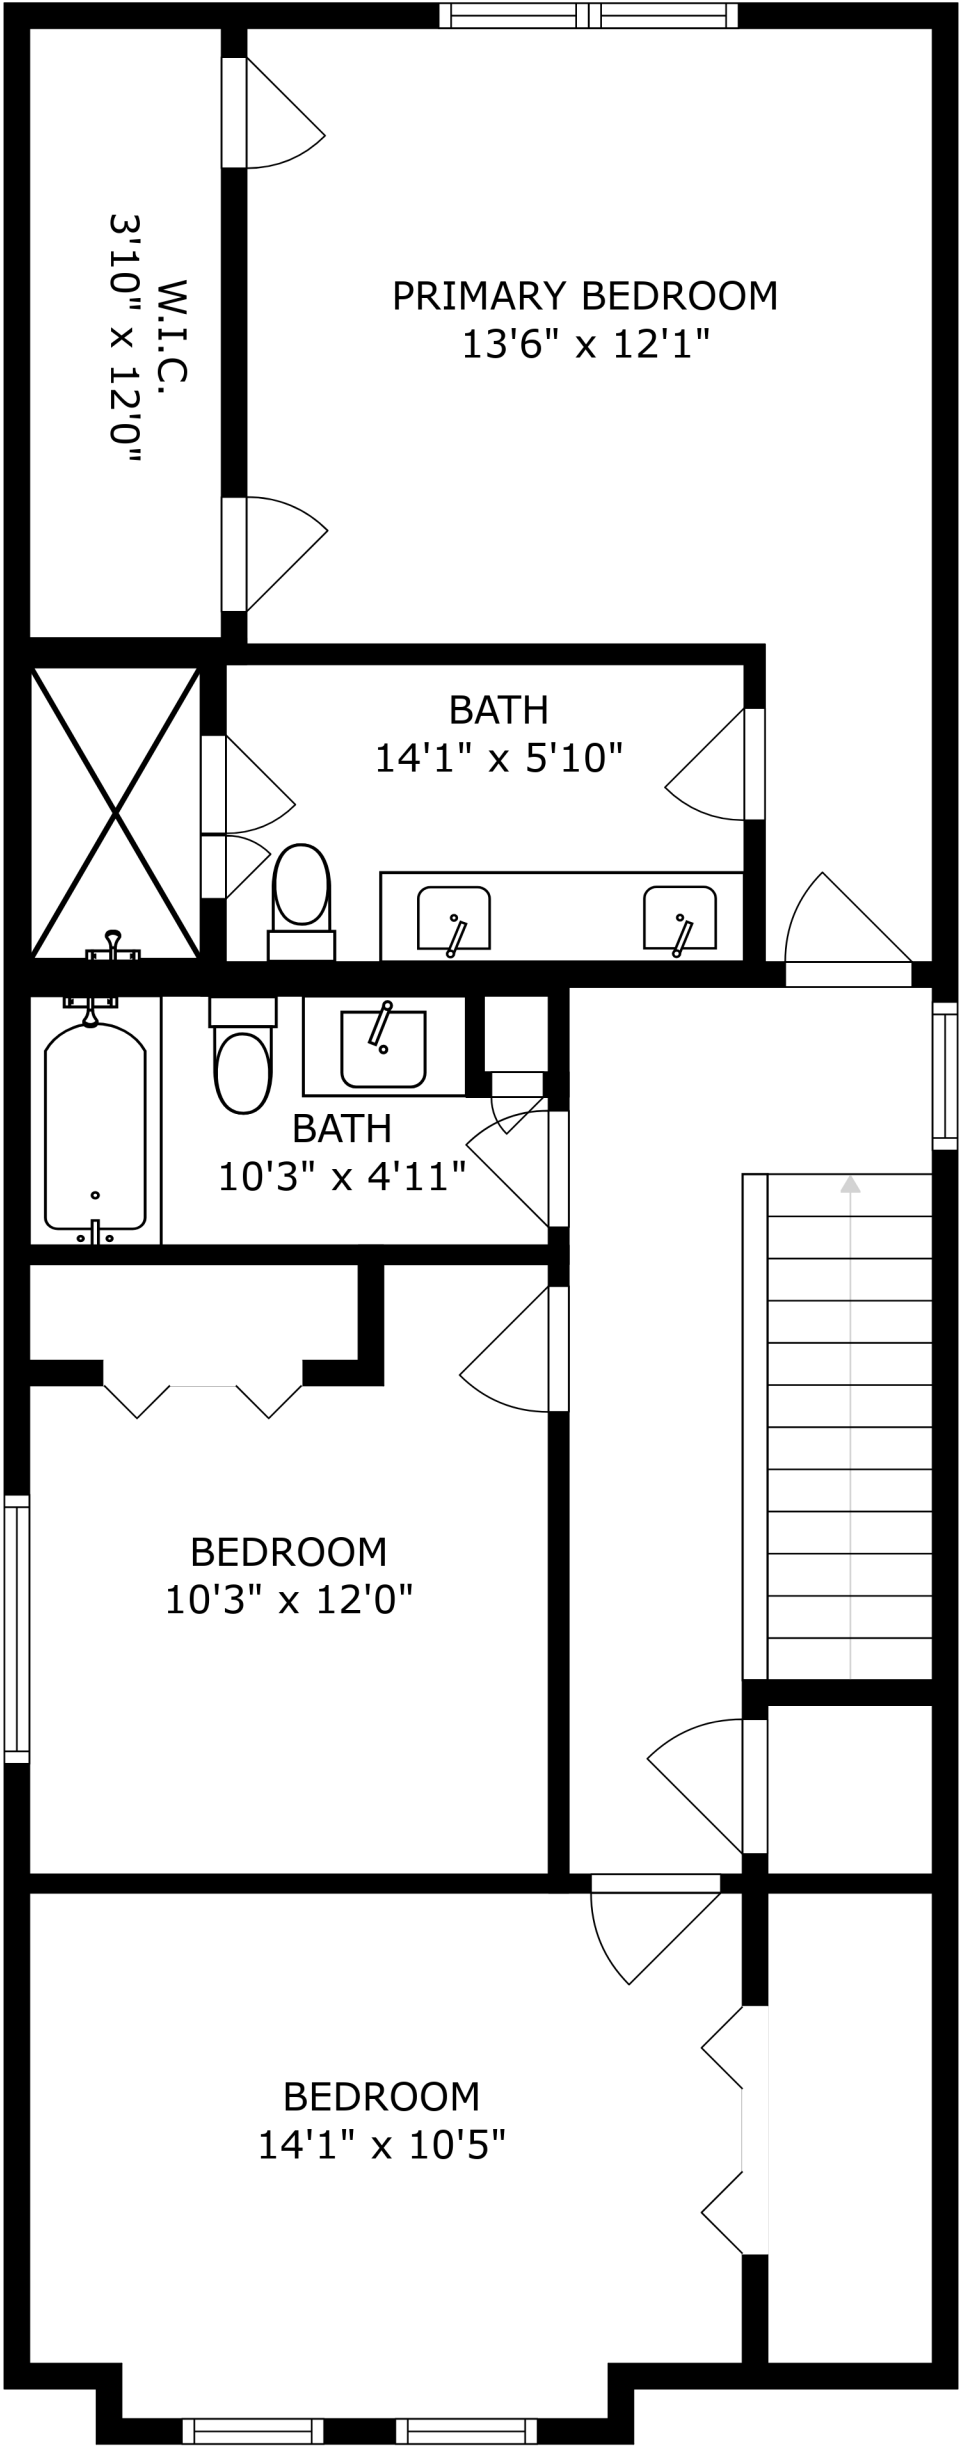 W.I.C.
3'10" x 12'0"
PRIMARY BEDROOM
13'6" x 12'1"
BATH
14'1" x 5'10"
BATH
10'3" x 4'11"
BEDROOM
10'3" x 12'0"
BEDROOM
14'1" x 10'5"